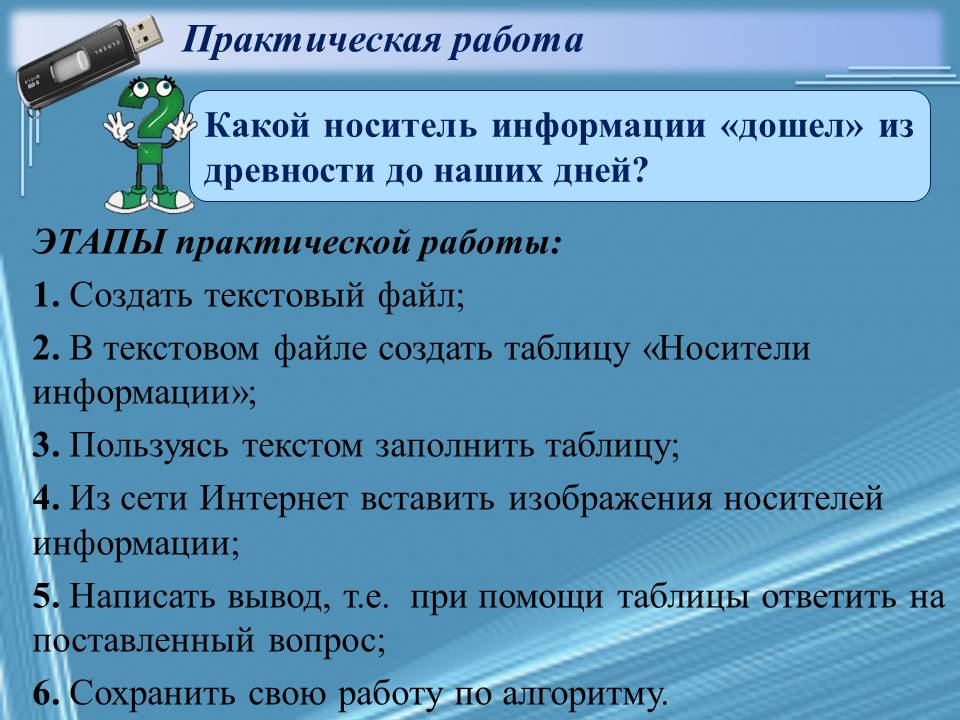 Практическая работа
Какой носитель информации «дошел» из
древности до наших дней?
ЭТАПЫ практической работы:
1. Создать текстовый файл;
2. В текстовом файле создать таблицу «Носители
информации»;
3. Пользуясь текстом заполнить таблицу;
4. Из сети Интернет вставить изображения носителей
информации;
5. Написать вывод, т.е. при помощи таблицы ответить на
поставленный вопрос;
6. Сохранить свою работу по алгоритму.